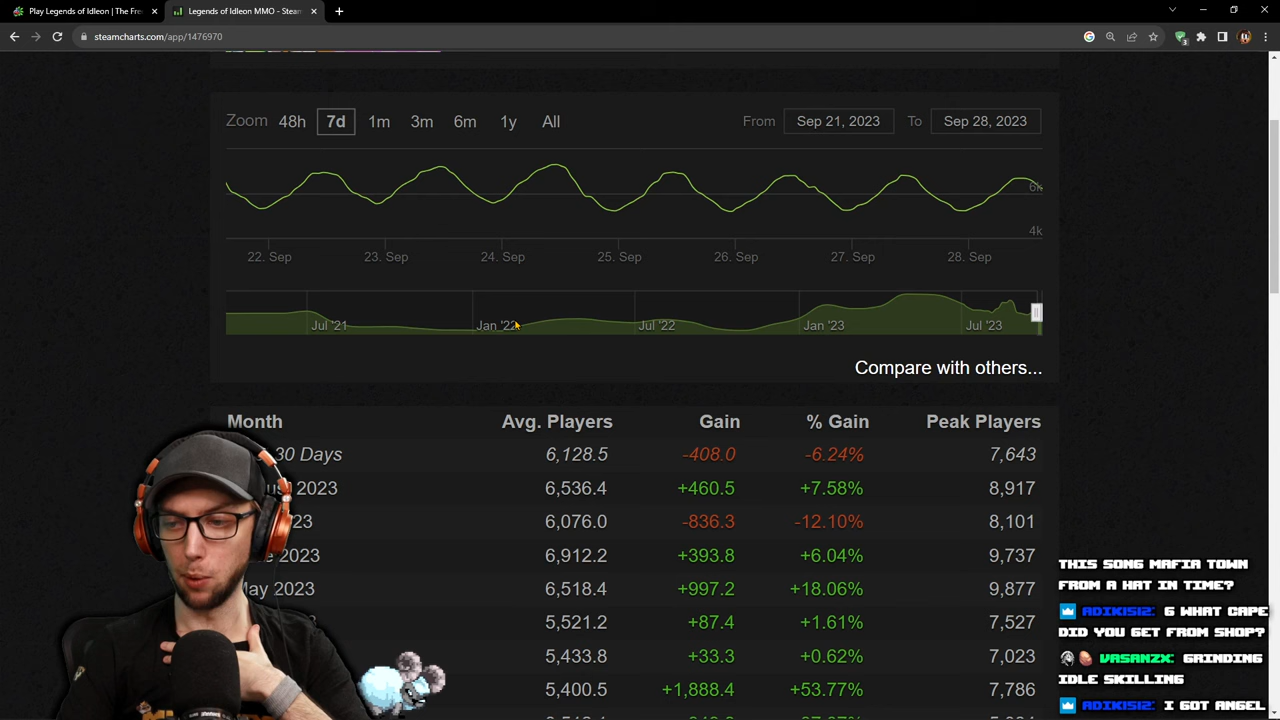 Play Legends of Idleon | The Fre
Legends of Idleon MMO - Steam
steamcharts.com/app/1476970
Zoom 48h 7d 1m 3m 6m 1y All From Sep 21, 2023 To Sep 28, 2023
6k
4k
22. Sep 23. Sep 24. Sep 25. Sep 26. Sep 27. Sep 28. Sep
Jul '21 Jan '22 Jul '22 Jan '23 Jul '23
Compare with others...
Month Avg. Players Gain % Gain Peak Players
30 Days 6,128.5 -408.0 -6.24% 7,643
2023 6,536.4 +460.5 +7.58% 8,917
23 6,076.0 -836.3 -12.10% 8,101
2023 6,912.2 +393.8 +6.04% 9,737
May 2023 6,518.4 +997.2 +18.06% 9,877
5,521.2 +87.4 +1.61% 7,527
5,433.8 +33.3 +0.62% 7,023
5,400.5 +1,888.4 +53.77% 7,786
THIS SONG MAFIA TOWN
FROM A HAT IN TIME?
ADIKIS12: 6 WHAT CAPE
DID YOU GET FROM SHOP?
VASANZX: GRINDING
IDLE SKILLING
ADIKIS12: I GOT ANGEL